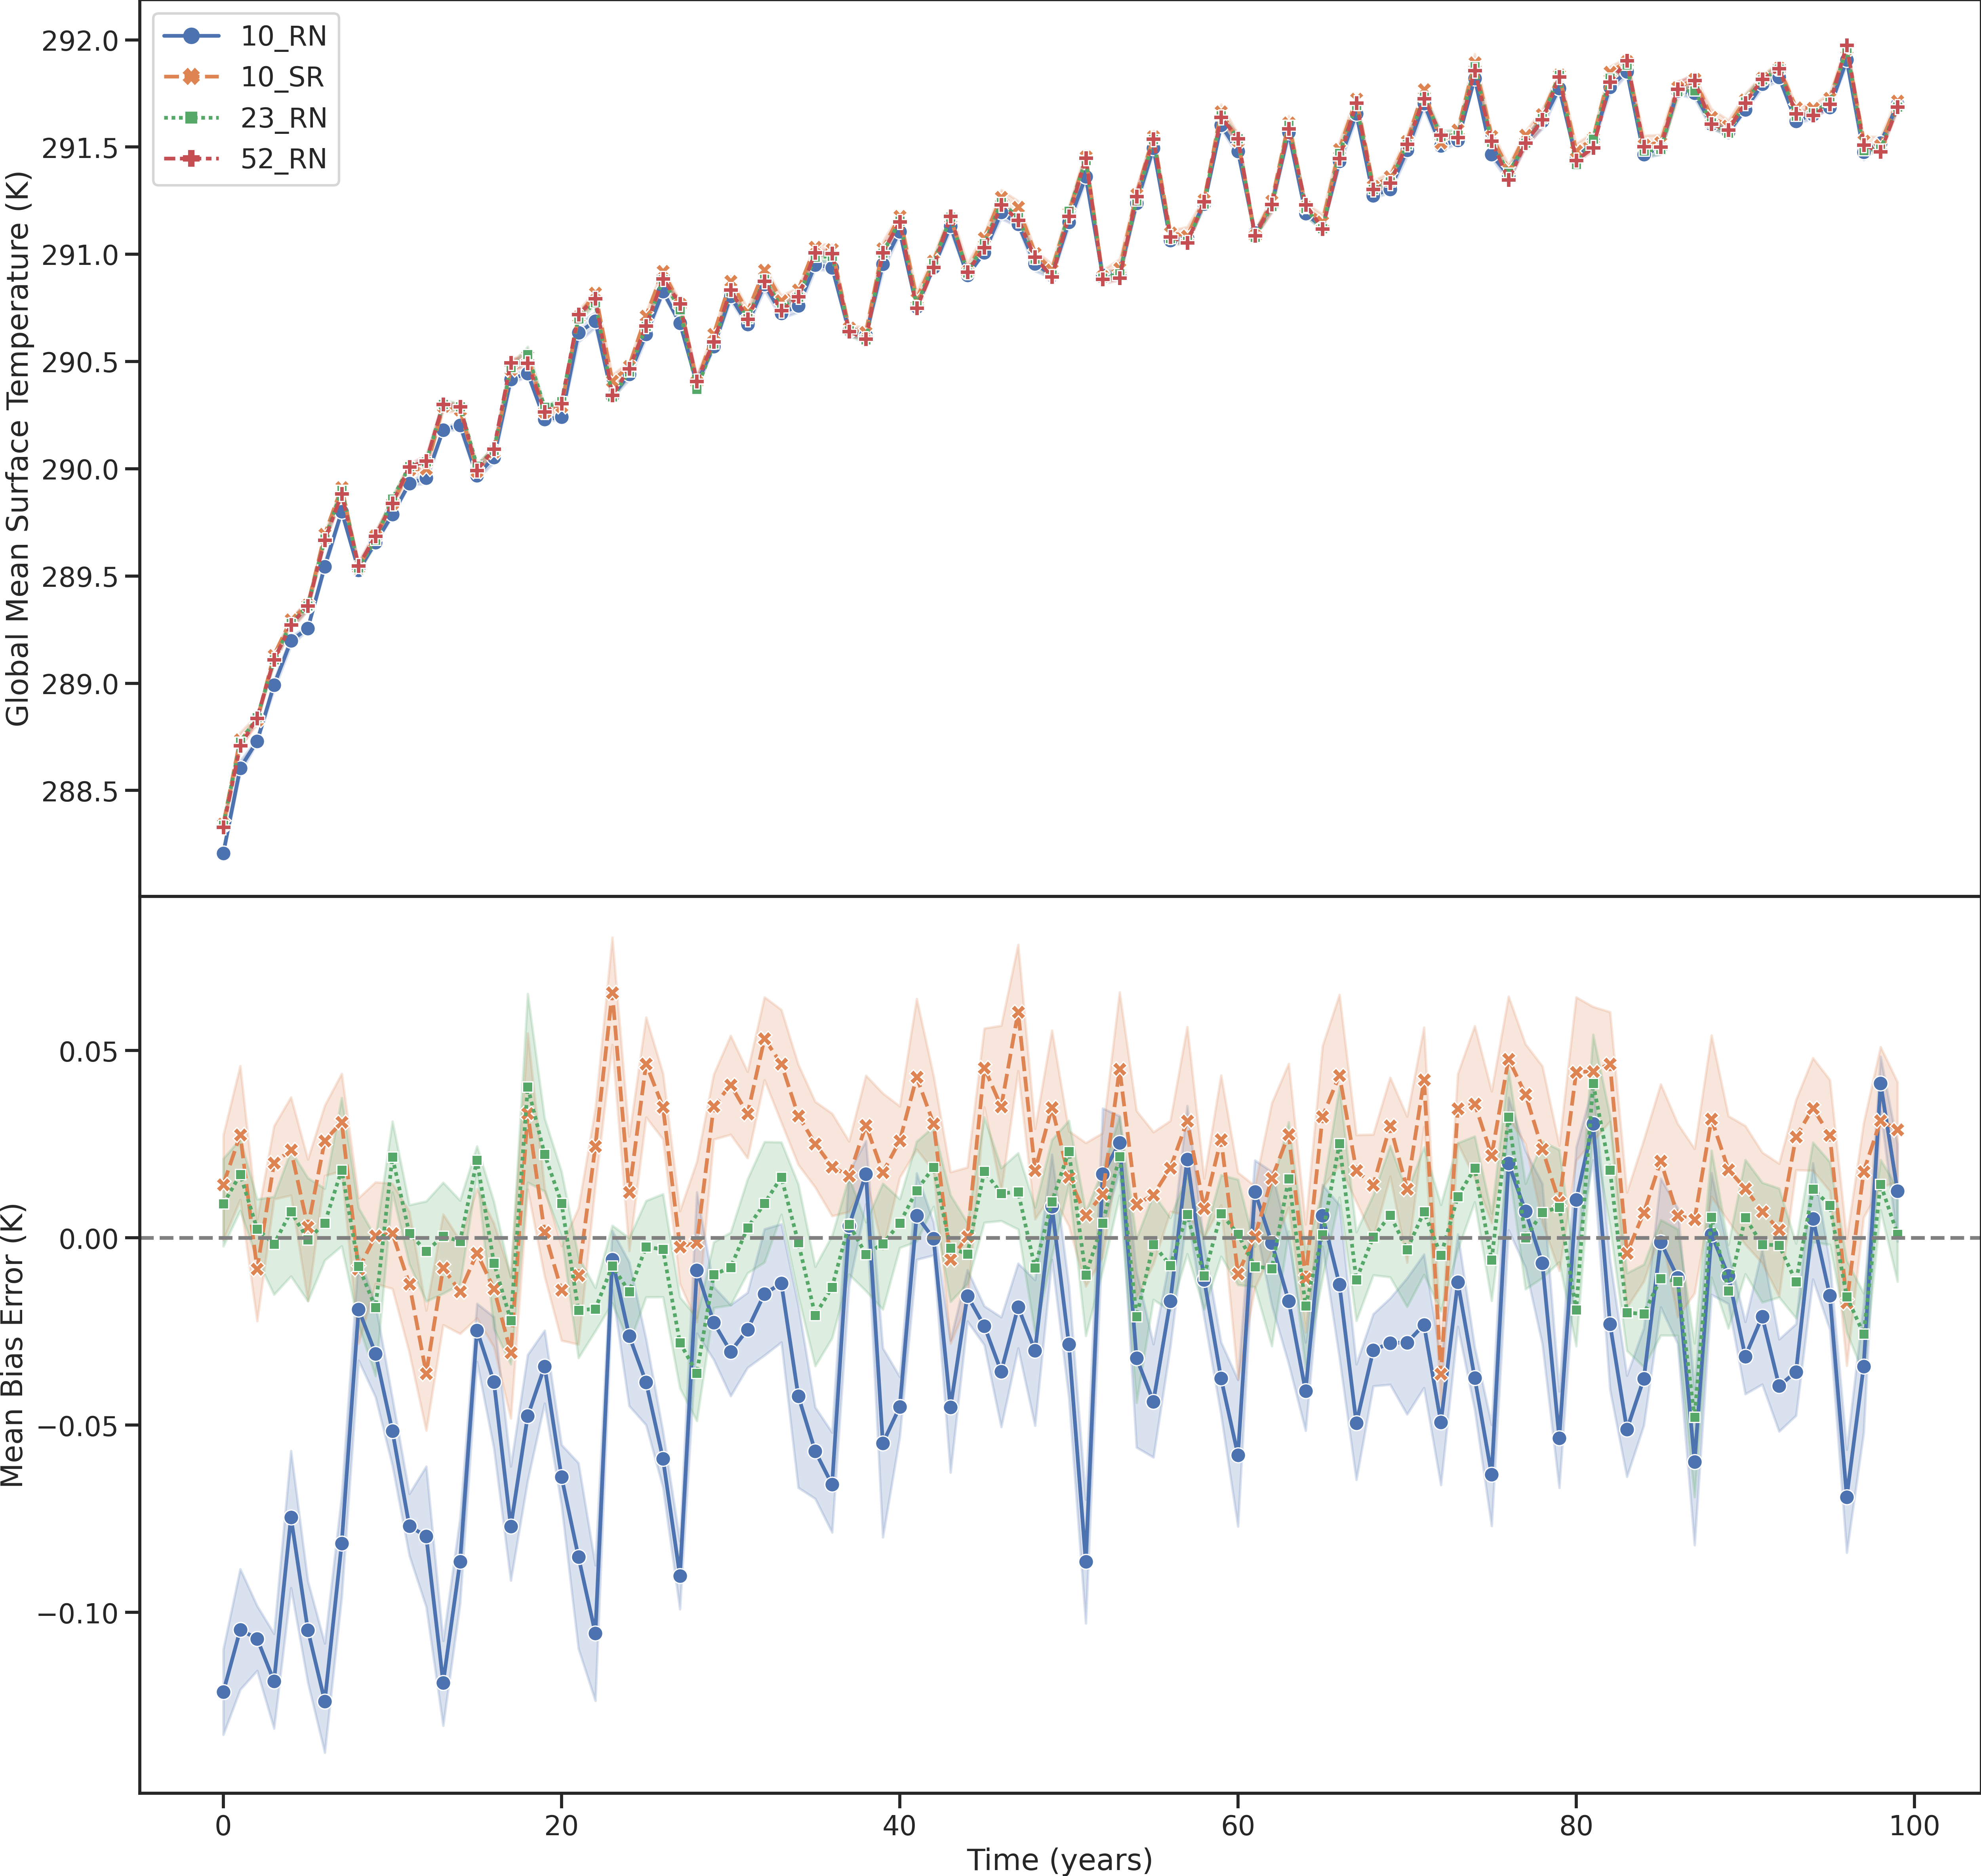 10_RN
10_SR
23_RN
52_RN
292.0
291.5
291.0
290.5
290.0
289.5
289.0
288.5
Global Mean Surface Temperature (K)
0.05
0.00
−0.05
−0.10
Mean Bias Error (K)
0 20 40 60 80 100
Time (years)